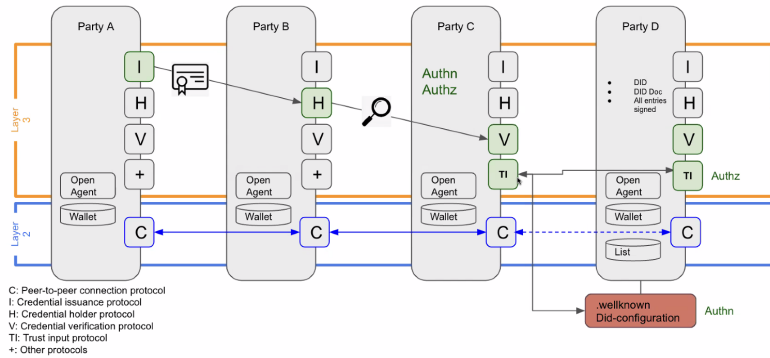 Party A
Party B
Party C
Party D
Layer 3
Layer 2
I
H
V
+
Open
Agent
Wallet
C
I
H
V
+
Open
Agent
Wallet
C
Authn
Authz
I
H
V
TI
Open
Agent
Wallet
C
DID
DID Doc
All entries
signed
I
H
V
TI
Authz
Open
Agent
Wallet
List
C
.wellknown
Did-configuration
Authn
C: Peer-to-peer connection protocol
I: Credential issuance protocol
H: Credential holder protocol
V: Credential verification protocol
TI: Trust input protocol
+: Other protocols